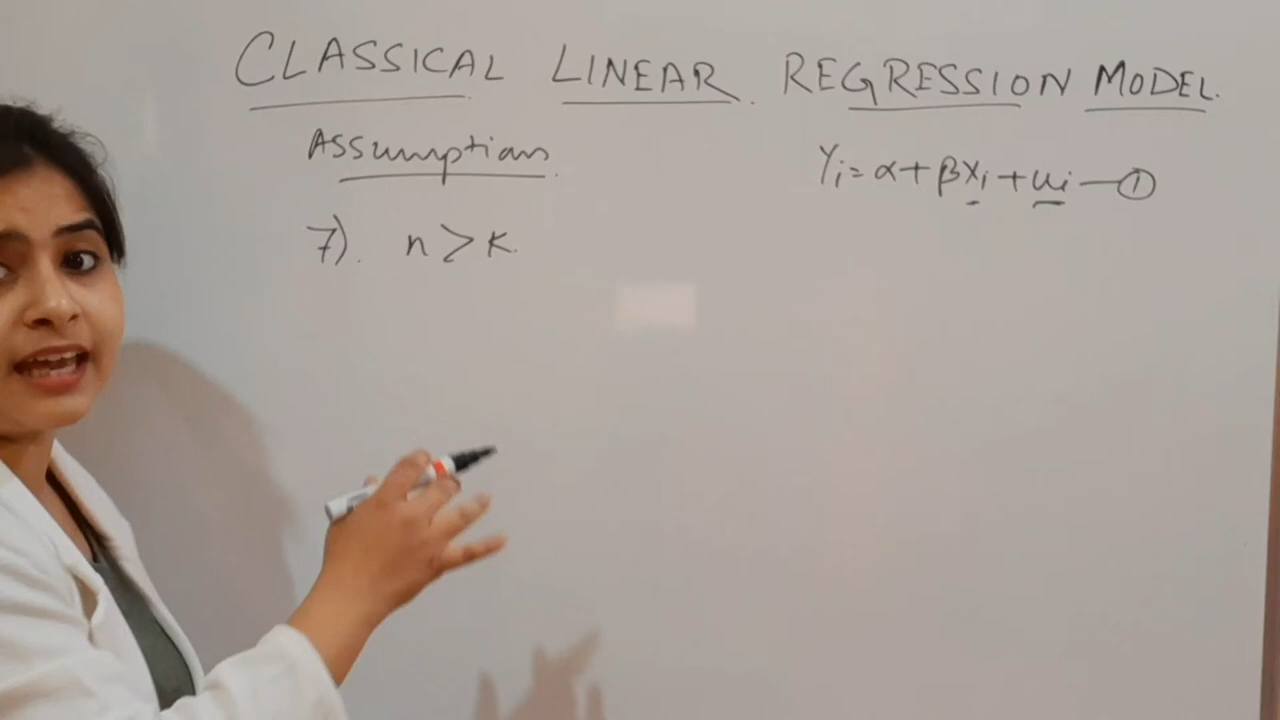 CLASSICAL LINEAR REGRESSION MODEL.
Assumptions
Yi = α + βXi + ui — ①
7). n > k.